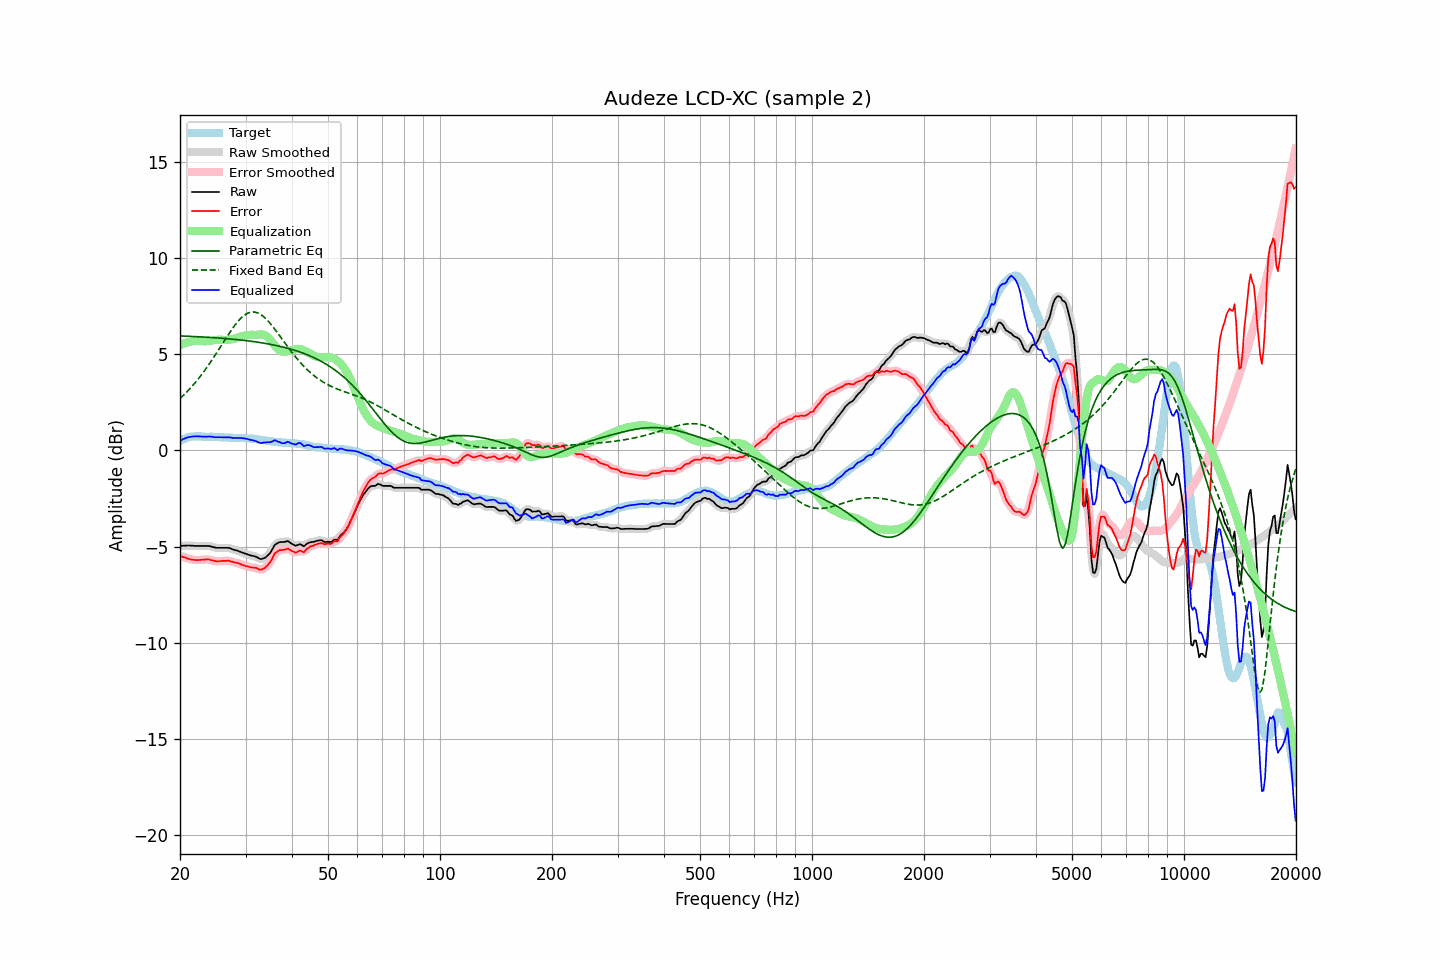 Audeze LCD-XC (sample 2)
Target
Raw Smoothed
Error Smoothed
Raw
Error
Equalization
Parametric Eq
Fixed Band Eq
Equalized
15
10
5
0
−5
−10
−15
−20
Amplitude (dBr)
20
50
100
200
500
1000
2000
5000
10000
20000
Frequency (Hz)